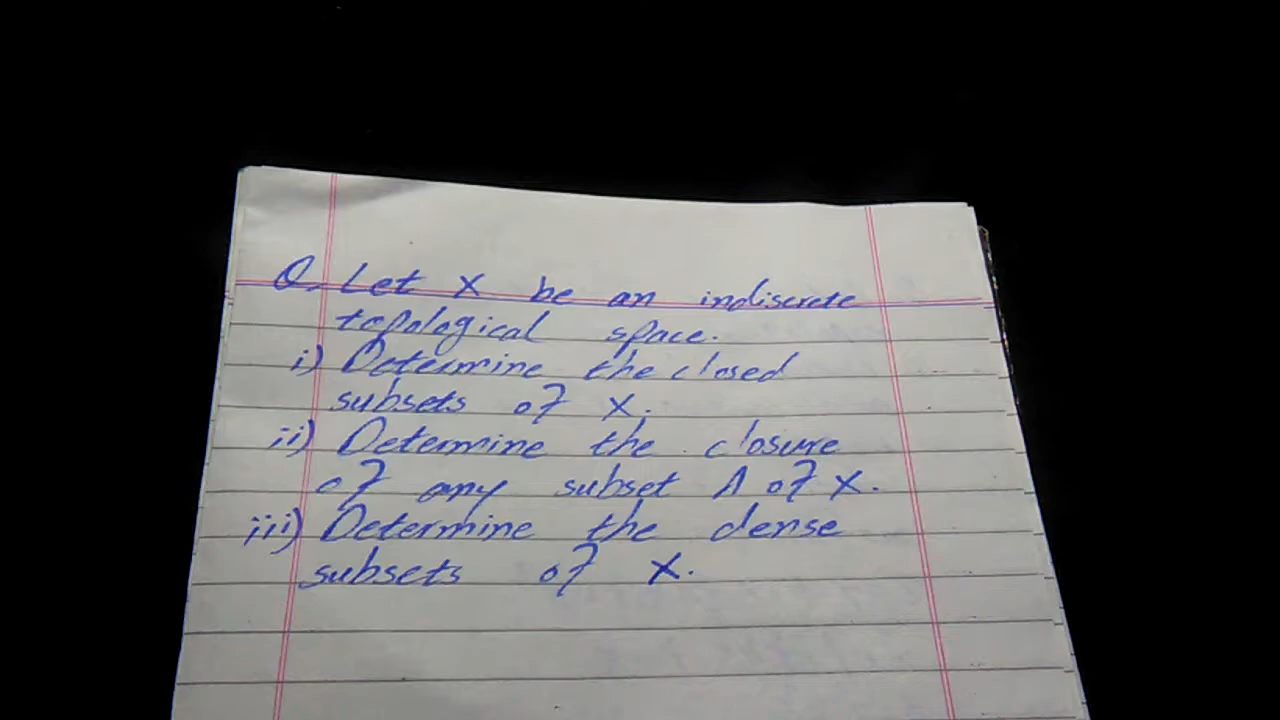 Q. Let X be an indiscrete
topological space.
i) Determine the closed
subsets of X.
ii) Determine the closure
of any subset A of X.
iii) Determine the dense
subsets of X.